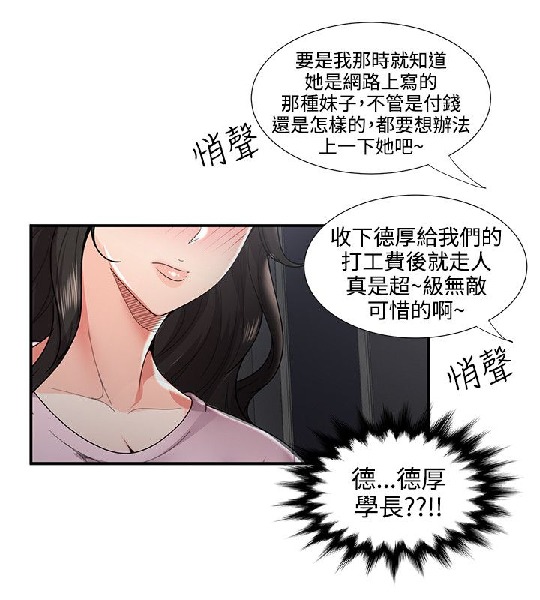 要是我那時就知道
她是網路上寫的
那種妹子，不管是付錢
還是怎樣的，都要想辦法
上一下她吧~
悄聲
收下德厚給我們的
打工費後就走人
真是超~級無敵
可惜的啊~
悄聲
德...德厚
學長??!!